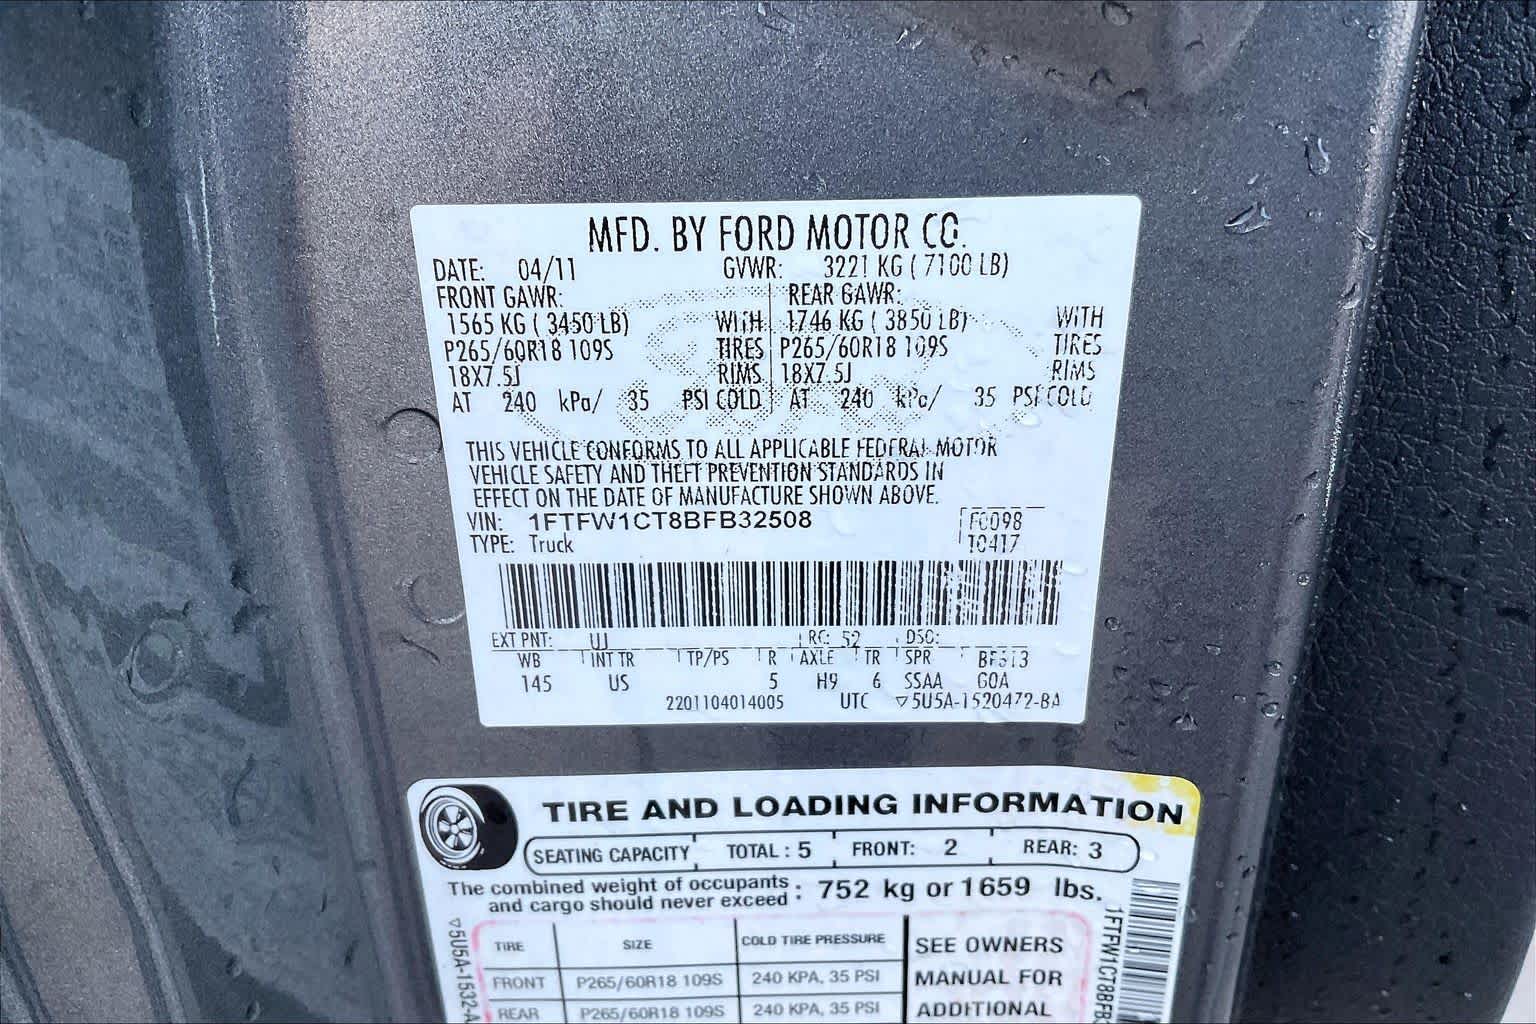 MFD. BY FORD MOTOR CO.
DATE: 04/11 GVWR: 3221 KG ( 7100 LB)
FRONT GAWR: REAR GAWR:
1565 KG ( 3450 LB) WITH 1746 KG ( 3850 LB) WITH
P265/60R18 109S TIRES P265/60R18 109S TIRES
18X7.5J RIMS 18X7.5J RIMS
AT 240 kPa/ 35 PSI COLD AT 240 kPa/ 35 PSI COLD
THIS VEHICLE CONFORMS TO ALL APPLICABLE FEDERAL MOTOR
VEHICLE SAFETY AND THEFT PREVENTION STANDARDS IN
EFFECT ON THE DATE OF MANUFACTURE SHOWN ABOVE.
VIN: 1FTFW1CT8BFB32508 F0098
TYPE: Truck T0417
EXT PNT: UJ RC: 52 DSO:
WB INT TR TP/PS R AXLE TR SPR BF513
145 US 5 H9 6 SSAA GOA
2201104014005 UTC ▽5U5A-1520472-BA
TIRE AND LOADING INFORMATION
SEATING CAPACITY TOTAL : 5 FRONT: 2 REAR: 3
The combined weight of occupants
and cargo should never exceed : 752 kg or 1659 lbs.
TIRE SIZE COLD TIRE PRESSURE SEE OWNERS
FRONT P265/60R18 109S 240 KPA, 35 PSI MANUAL FOR
REAR P265/60R18 109S 240 KPA, 35 PSI ADDITIONAL
▽5U5A-1532-A
1FTFW1CT8BFB3